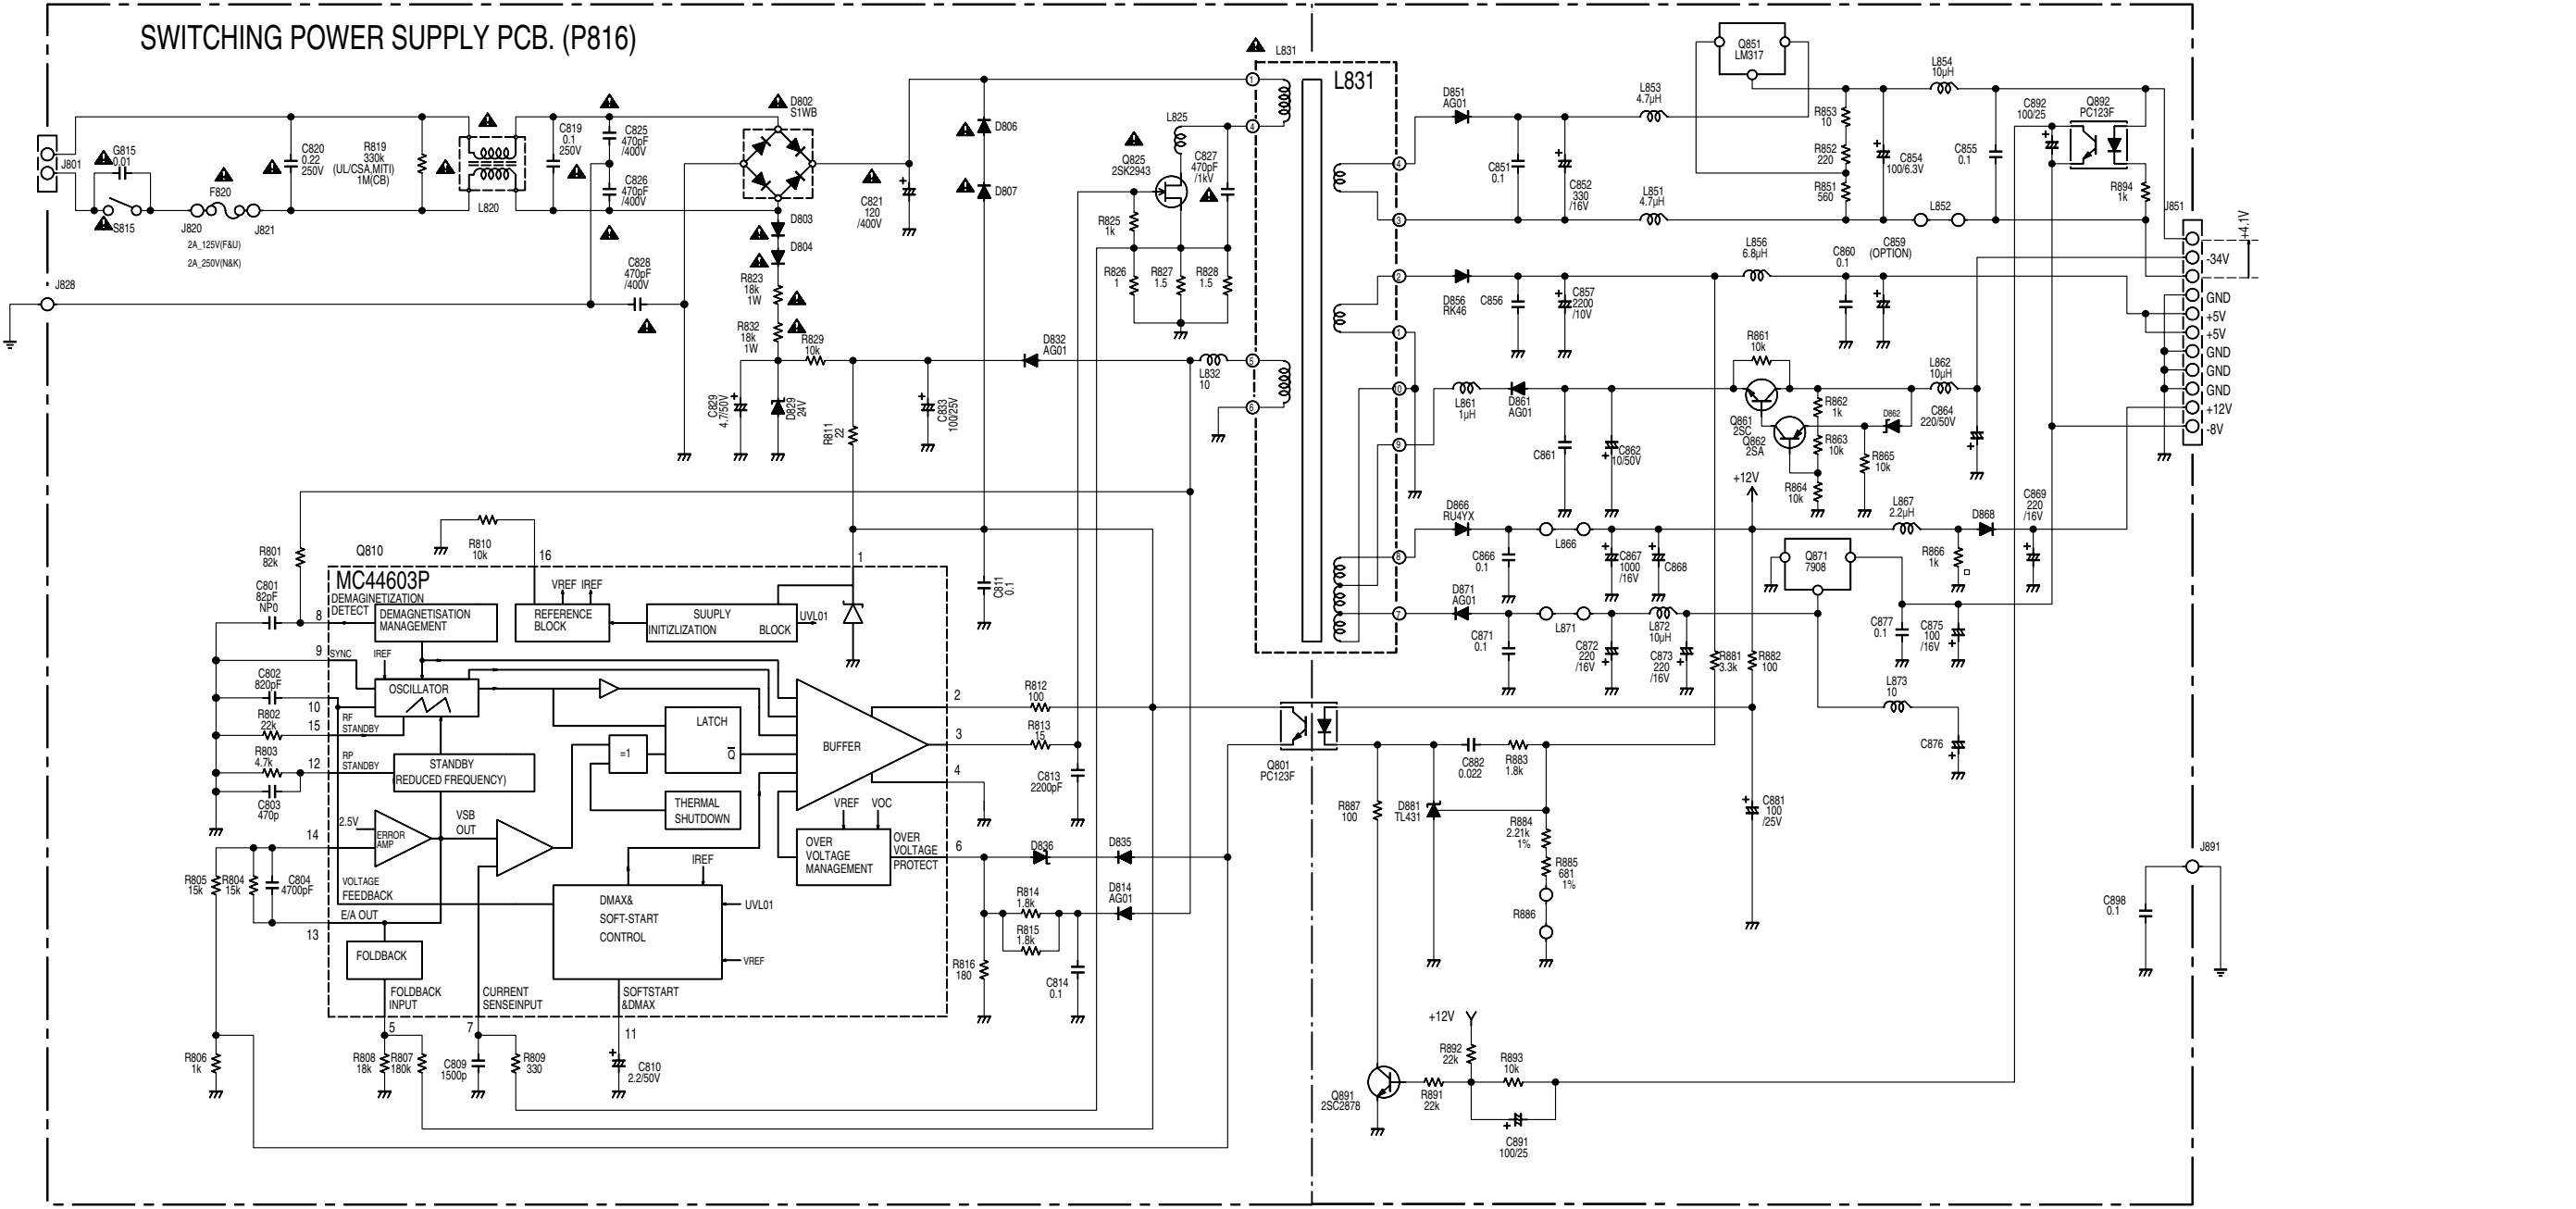 SWITCHING POWER SUPPLY PCB. (P816)
J801
G815
0.01
S815
F820
J820
J821
2A_125V(F&U)
2A_250V(N&K)
C820
0.22
250V
R819
330k
(UL/CSA,MITI)
1M(CB)
L820
C819
0.1
250V
C825
470pF
/400V
C826
470pF
/400V
D802
S1WB
D803
D804
R823
18k
1W
R832
18k
1W
C828
470pF
/400V
J828
C821
120
/400V
D806
D807
L825
Q825
2SK2943
C827
470pF
/1kV
R825
1k
R826
1
R827
1.5
R828
1.5
L831
1
4
5
6
L831
4
3
2
1
10
9
8
7
R829
10k
C829
4.7/50V
D829
24V
R811
22
C833
100/25V
D832
AG01
L832
10
D851
AG01
L853
4.7µH
Q851
LM317
L854
10µH
C892
100/25
Q892
PC123F
R853
10
R852
220
R851
560
C854
100/6.3V
C855
0.1
C851
0.1
C852
330
/16V
L851
4.7µH
L852
R894
1k
J851
+4.1V
-34V
GND
+5V
+5V
GND
GND
GND
+12V
-8V
L856
6.8µH
C860
0.1
C859
(OPTION)
D856
RK46
C856
C857
2200
/10V
R861
10k
L861
1µH
D861
AG01
C861
C862
10/50V
Q861
2SC
Q862
2SA
R862
1k
R863
10k
R864
10k
R865
10k
D862
L862
10µH
C864
220/50V
+12V
D866
RU4YX
C866
0.1
L866
C867
1000
/16V
C868
L867
2.2µH
D868
C869
220
/16V
R866
1k
Q871
7908
D871
AG01
C871
0.1
L871
C872
220
/16V
L872
10µH
C873
220
/16V
R881
3.3k
R882
100
C877
0.1
C875
100
/16V
L873
10
C876
R801
82k
C801
82pF
NP0
C802
820pF
R802
22k
R803
4.7k
C803
470p
R805
15k
R804
15k
C804
4700pF
R806
1k
R810
10k
Q810
MC44603P
16
1
8
9
10
15
12
14
13
5
7
11
2
3
4
6
DEMAGINETIZATION
DETECT
DEMAGNETISATION
MANAGEMENT
VREF IREF
REFERENCE
BLOCK
SUUPLY
INITIZLIZATION BLOCK
UVL01
SYNC
IREF
OSCILLATOR
RF
STANDBY
RP
STANDBY
STANDBY
(REDUCED FREQUENCY)
LATCH
Q
=1
BUFFER
THERMAL
SHUTDOWN
VREF VOC
OVER
VOLTAGE
MANAGEMENT
OVER
VOLTAGE
PROTECT
2.5V
ERROR
AMP
VSB
OUT
VOLTAGE
FEEDBACK
E/A OUT
FOLDBACK
IREF
DMAX&
SOFT-START
CONTROL
UVL01
VREF
FOLDBACK
INPUT
CURRENT
SENSEINPUT
SOFTSTART
&DMAX
R808
18k
R807
180k
C809
1500p
R809
330
C810
2.2/50V
C811
0.1
R812
100
R813
15
C813
2200pF
D836
D835
R814
1.8k
R815
1.8k
D814
AG01
R816
180
C814
0.1
Q801
PC123F
R887
100
D881
TL431
C882
0.022
R883
1.8k
R884
2.21k
1%
R885
681
1%
R886
C881
100
/25V
J891
C898
0.1
+12V
R892
22k
R893
10k
Q891
2SC2878
R891
22k
C891
100/25